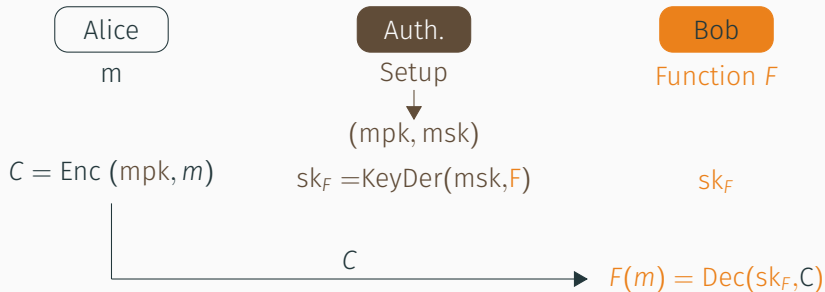 Alice Auth. Bob
m Setup Function F
(mpk, msk)
C = Enc (mpk, m) sk_F =KeyDer(msk,F) sk_F
C
F(m) = Dec(sk_F,C)